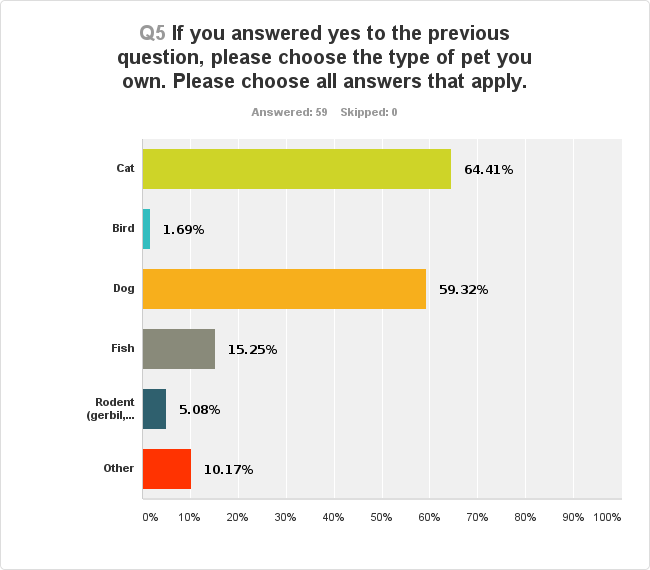 Q5 If you answered yes to the previous
question, please choose the type of pet you
own. Please choose all answers that apply.
Answered: 59 Skipped: 0
Cat 64.41%
Bird 1.69%
Dog 59.32%
Fish 15.25%
Rodent
(gerbil,... 5.08%
Other 10.17%
0% 10% 20% 30% 40% 50% 60% 70% 80% 90% 100%